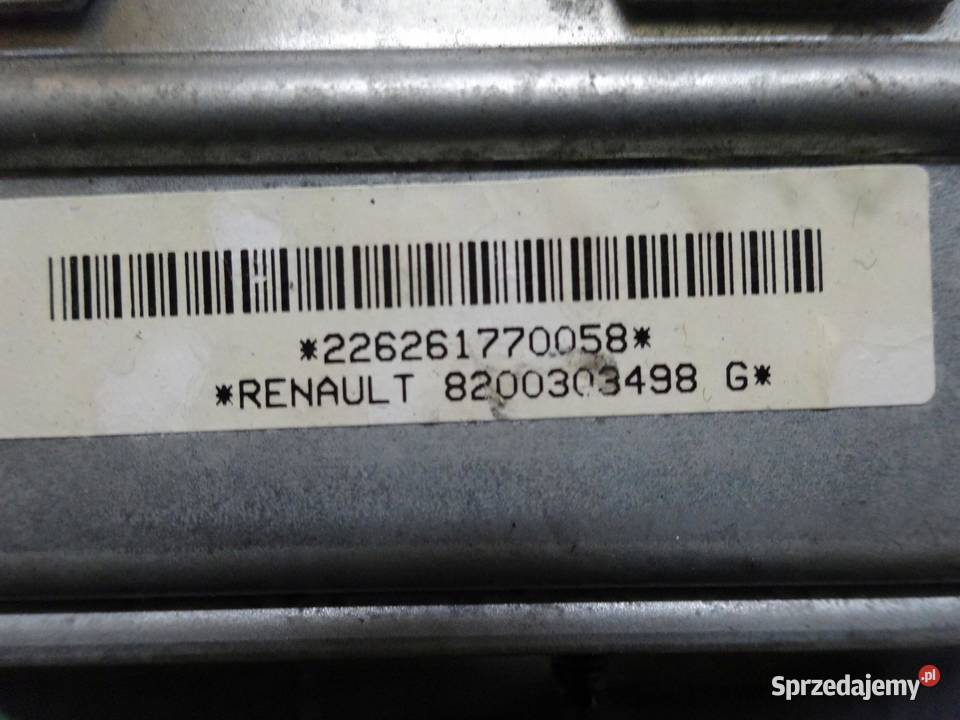 *226261770058*
*RENAULT 8200303498 G*
Sprzedajemy.pl